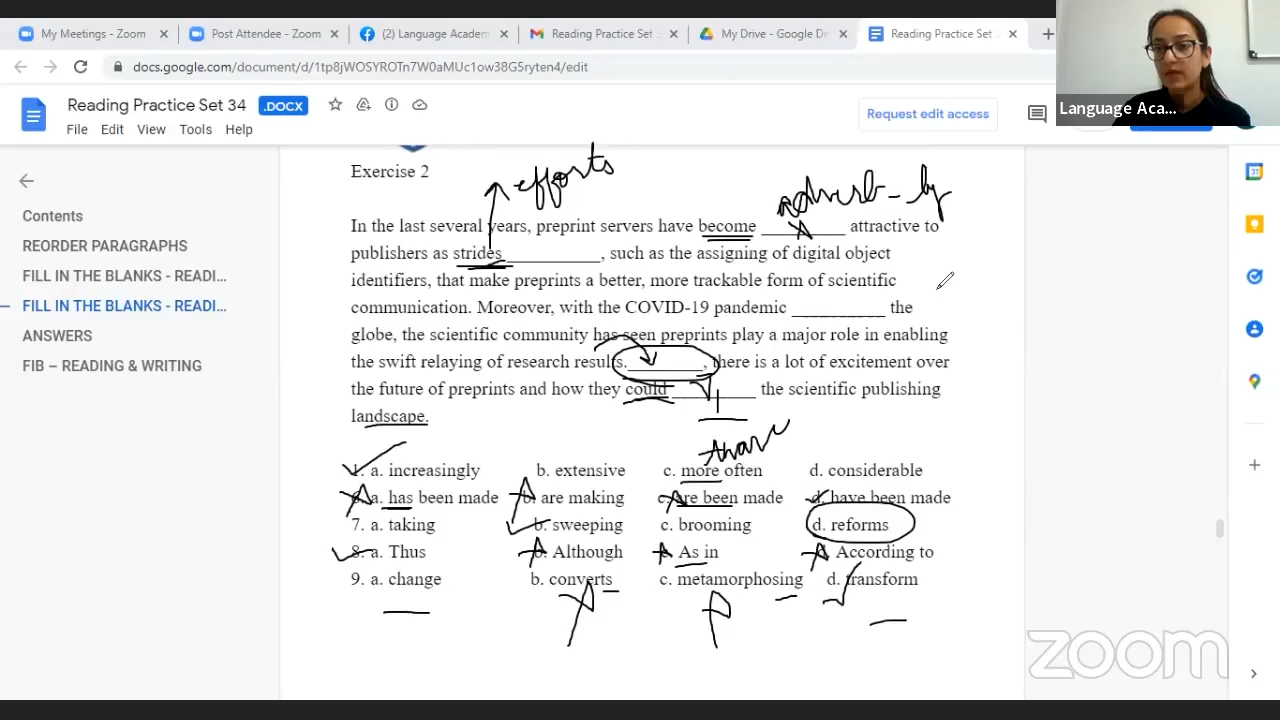 My Meetings - Zoom
Post Attendee - Zoom
(2) Language Academ
Reading Practice Set
My Drive - Google Dr
Reading Practice Set
docs.google.com/document/d/1tp8jWOSYROTn7W0aMUc1ow38G5ryten4/edit
Language Aca...
Reading Practice Set 34 .DOCX
Request edit access
File Edit View Tools Help
Contents
REORDER PARAGRAPHS
FILL IN THE BLANKS - READI...
FILL IN THE BLANKS - READI...
ANSWERS
FIB – READING & WRITING
Exercise 2
efforts
adverb - ly
In the last several years, preprint servers have become __________ attractive to
publishers as strides __________, such as the assigning of digital object
identifiers, that make preprints a better, more trackable form of scientific
communication. Moreover, with the COVID-19 pandemic __________ the
globe, the scientific community has seen preprints play a major role in enabling
the swift relaying of research results. __________, there is a lot of excitement over
the future of preprints and how they could __________ the scientific publishing
landscape.
1. a. increasingly b. extensive c. more often d. considerable
a. has been made b. are making c. are been made d. have been made
7. a. taking b. sweeping c. brooming d. reforms
8. a. Thus b. Although c. As in d. According to
9. a. change b. converts c. metamorphosing d. transform
zoom